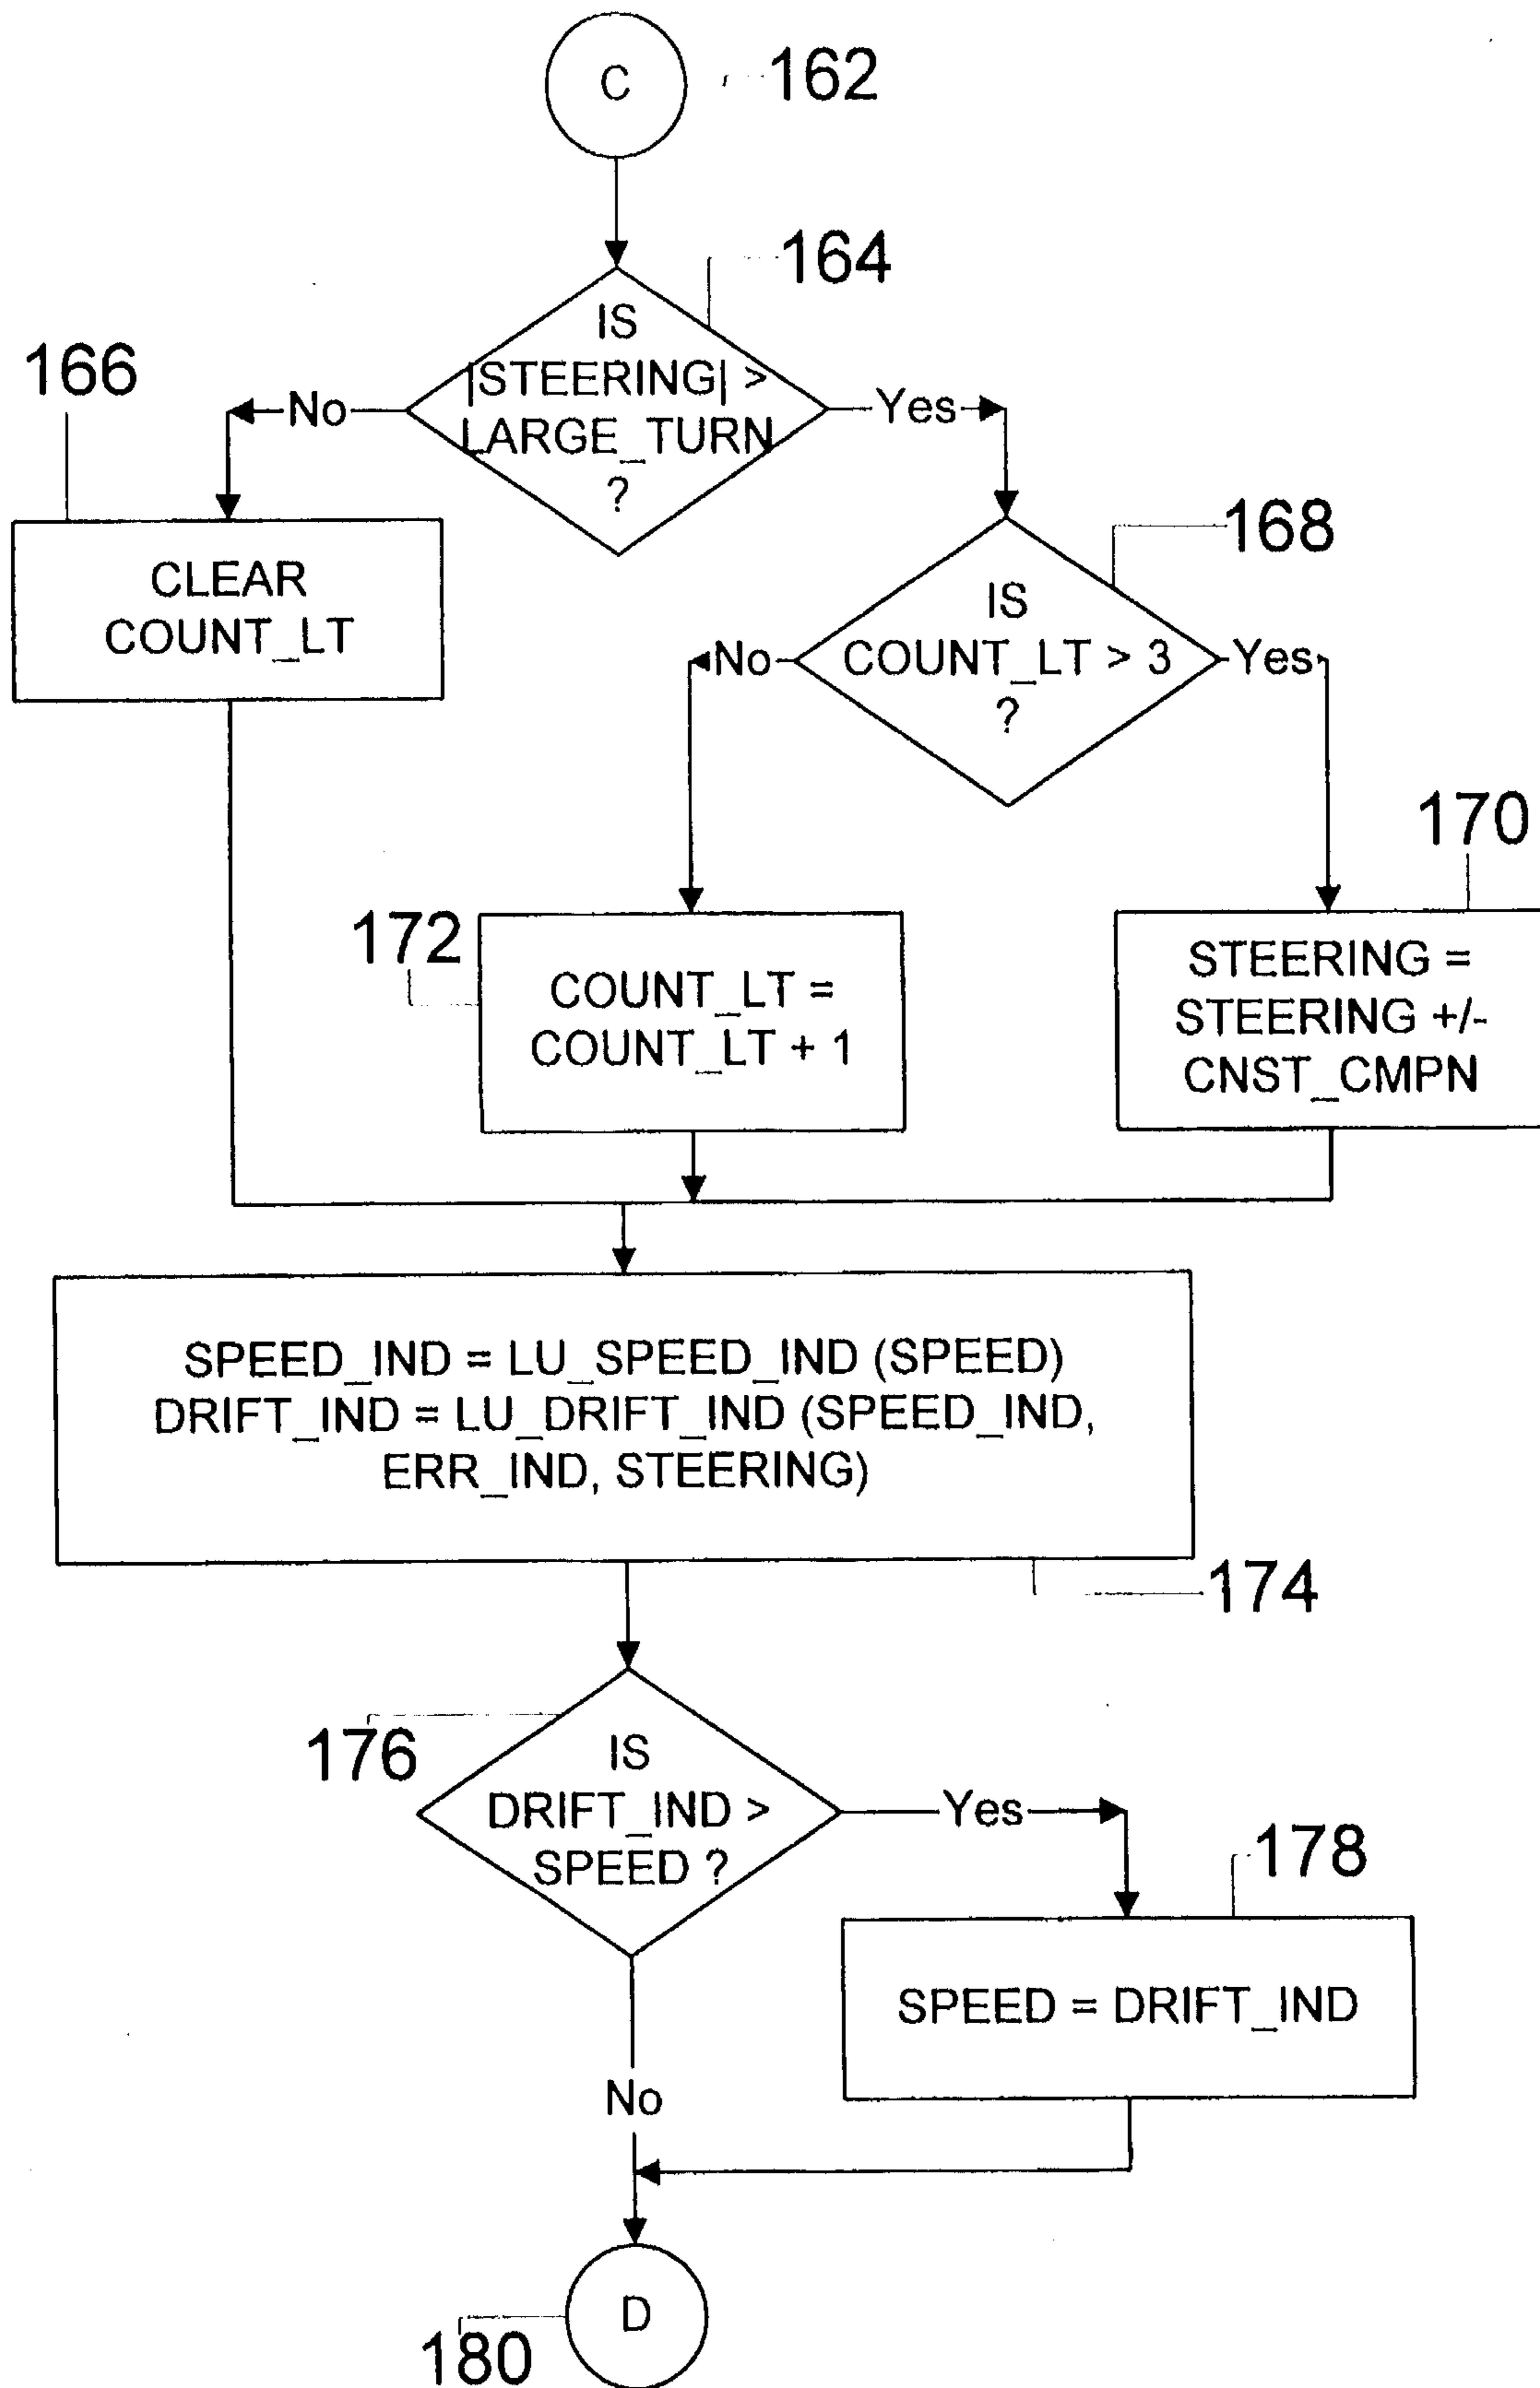 C
162
164
IS
|STEERING| >
LARGE_TURN
?
No
Yes
166
CLEAR
COUNT_LT
168
IS
COUNT_LT > 3
?
No
Yes
170
STEERING =
STEERING +/-
CNST_CMPN
172
COUNT_LT =
COUNT_LT + 1
SPEED_IND = LU_SPEED_IND (SPEED)
DRIFT_IND = LU_DRIFT_IND (SPEED_IND,
ERR_IND, STEERING)
174
176
IS
DRIFT_IND >
SPEED ?
Yes
178
SPEED = DRIFT_IND
No
D
180